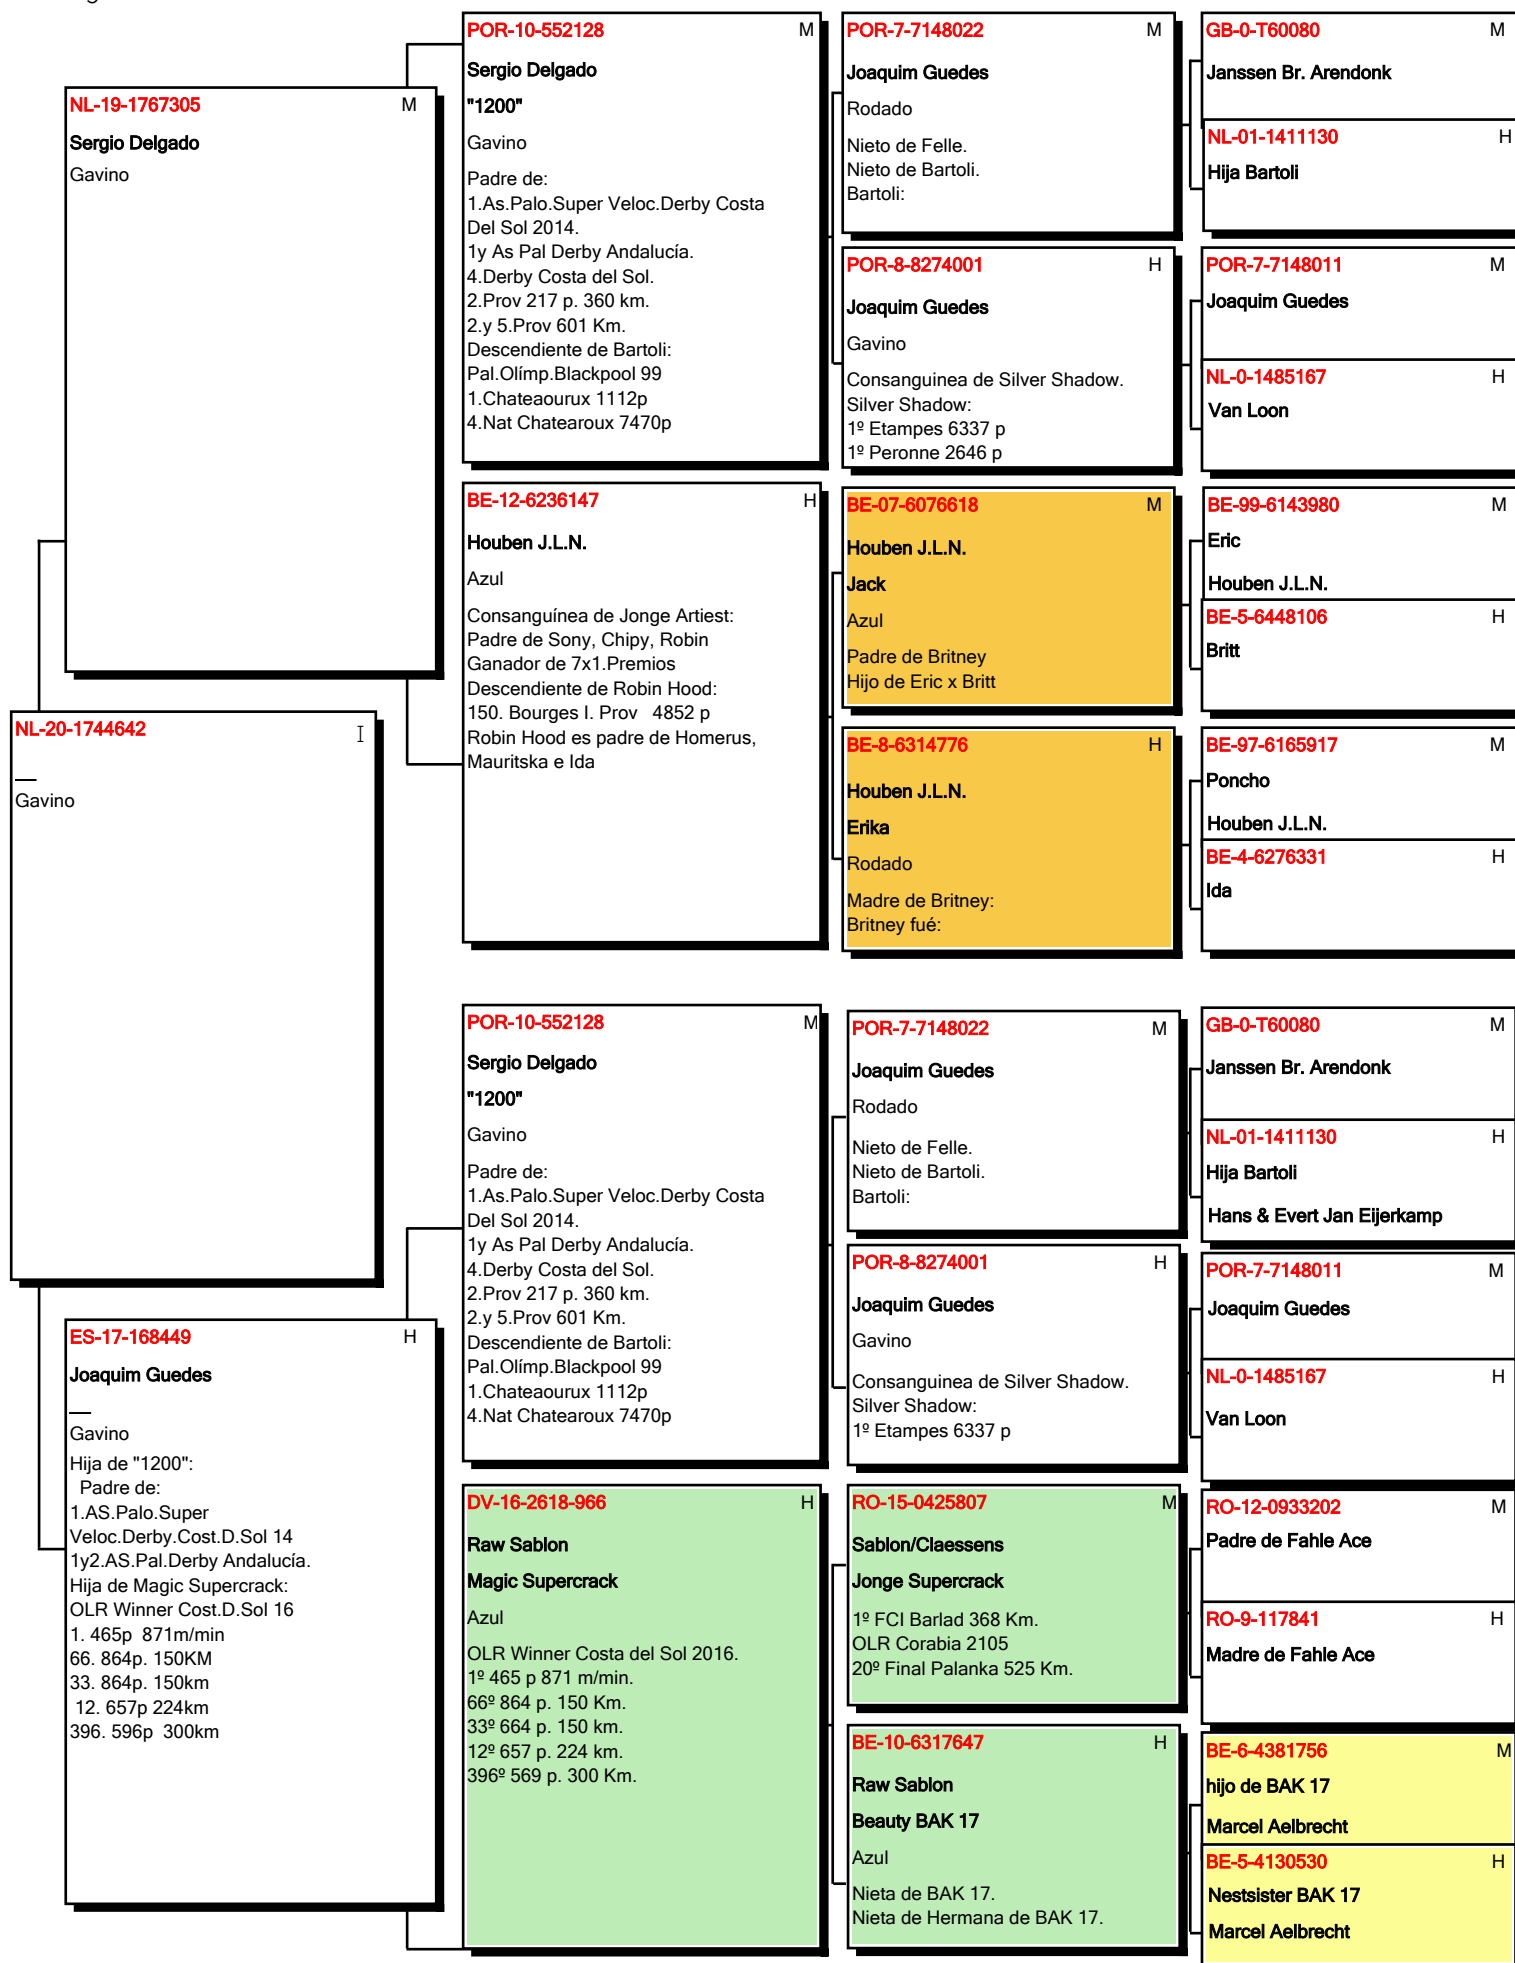 NL-20-1744642 I
Gavino
NL-19-1767305 M
Sergio Delgado
Gavino
ES-17-168449 H
Joaquim Guedes
Gavino
Hija de "1200":
Padre de:
1.AS.Palo.Super
Veloc.Derby.Cost.D.Sol 14
1y2.AS.Pal.Derby Andalucía.
Hija de Magic Supercrack:
OLR Winner Cost.D.Sol 16
1. 465p 871m/min
66. 864p. 150KM
33. 864p. 150km
12. 657p 224km
396. 596p 300km
POR-10-552128 M
Sergio Delgado
"1200"
Gavino
Padre de:
1.As.Palo.Super Veloc.Derby Costa
Del Sol 2014.
1y As Pal Derby Andalucía.
4.Derby Costa del Sol.
2.Prov 217 p. 360 km.
2.y 5.Prov 601 Km.
Descendiente de Bartoli:
Pal.Olímp.Blackpool 99
1.Chateaourux 1112p
4.Nat Chatearoux 7470p
BE-12-6236147 H
Houben J.L.N.
Azul
Consanguínea de Jonge Artiest:
Padre de Sony, Chipy, Robin
Ganador de 7x1.Premios
Descendiente de Robin Hood:
150. Bourges I. Prov 4852 p
Robin Hood es padre de Homerus,
Mauritska e Ida
POR-10-552128 M
Sergio Delgado
"1200"
Gavino
Padre de:
1.As.Palo.Super Veloc.Derby Costa
Del Sol 2014.
1y As Pal Derby Andalucía.
4.Derby Costa del Sol.
2.Prov 217 p. 360 km.
2.y 5.Prov 601 Km.
Descendiente de Bartoli:
Pal.Olímp.Blackpool 99
1.Chateaourux 1112p
4.Nat Chatearoux 7470p
DV-16-2618-966 H
Raw Sablon
Magic Supercrack
Azul
OLR Winner Costa del Sol 2016.
1º 465 p 871 m/min.
66º 864 p. 150 Km.
33º 664 p. 150 km.
12º 657 p. 224 km.
396º 569 p. 300 Km.
POR-7-7148022 M
Joaquim Guedes
Rodado
Nieto de Felle.
Nieto de Bartoli.
Bartoli:
POR-8-8274001 H
Joaquim Guedes
Gavino
Consanguinea de Silver Shadow.
Silver Shadow:
1º Etampes 6337 p
1º Peronne 2646 p
BE-07-6076618 M
Houben J.L.N.
Jack
Azul
Padre de Britney
Hijo de Eric x Britt
BE-8-6314776 H
Houben J.L.N.
Erika
Rodado
Madre de Britney:
Britney fué:
POR-7-7148022 M
Joaquim Guedes
Rodado
Nieto de Felle.
Nieto de Bartoli.
Bartoli:
POR-8-8274001 H
Joaquim Guedes
Gavino
Consanguinea de Silver Shadow.
Silver Shadow:
1º Etampes 6337 p
RO-15-0425807 M
Sablon/Claessens
Jonge Supercrack
1º FCI Barlad 368 Km.
OLR Corabia 2105
20º Final Palanka 525 Km.
BE-10-6317647 H
Raw Sablon
Beauty BAK 17
Azul
Nieta de BAK 17.
Nieta de Hermana de BAK 17.
GB-0-T60080 M
Janssen Br. Arendonk
NL-01-1411130 H
Hija Bartoli
POR-7-7148011 M
Joaquim Guedes
NL-0-1485167 H
Van Loon
BE-99-6143980 M
Eric
Houben J.L.N.
BE-5-6448106 H
Britt
BE-97-6165917 M
Poncho
Houben J.L.N.
BE-4-6276331 H
Ida
GB-0-T60080 M
Janssen Br. Arendonk
NL-01-1411130 H
Hija Bartoli
Hans & Evert Jan Eijerkamp
POR-7-7148011 M
Joaquim Guedes
NL-0-1485167 H
Van Loon
RO-12-0933202 M
Padre de Fahle Ace
RO-9-117841 H
Madre de Fahle Ace
BE-6-4381756 M
hijo de BAK 17
Marcel Aelbrecht
BE-5-4130530 H
Nestsister BAK 17
Marcel Aelbrecht